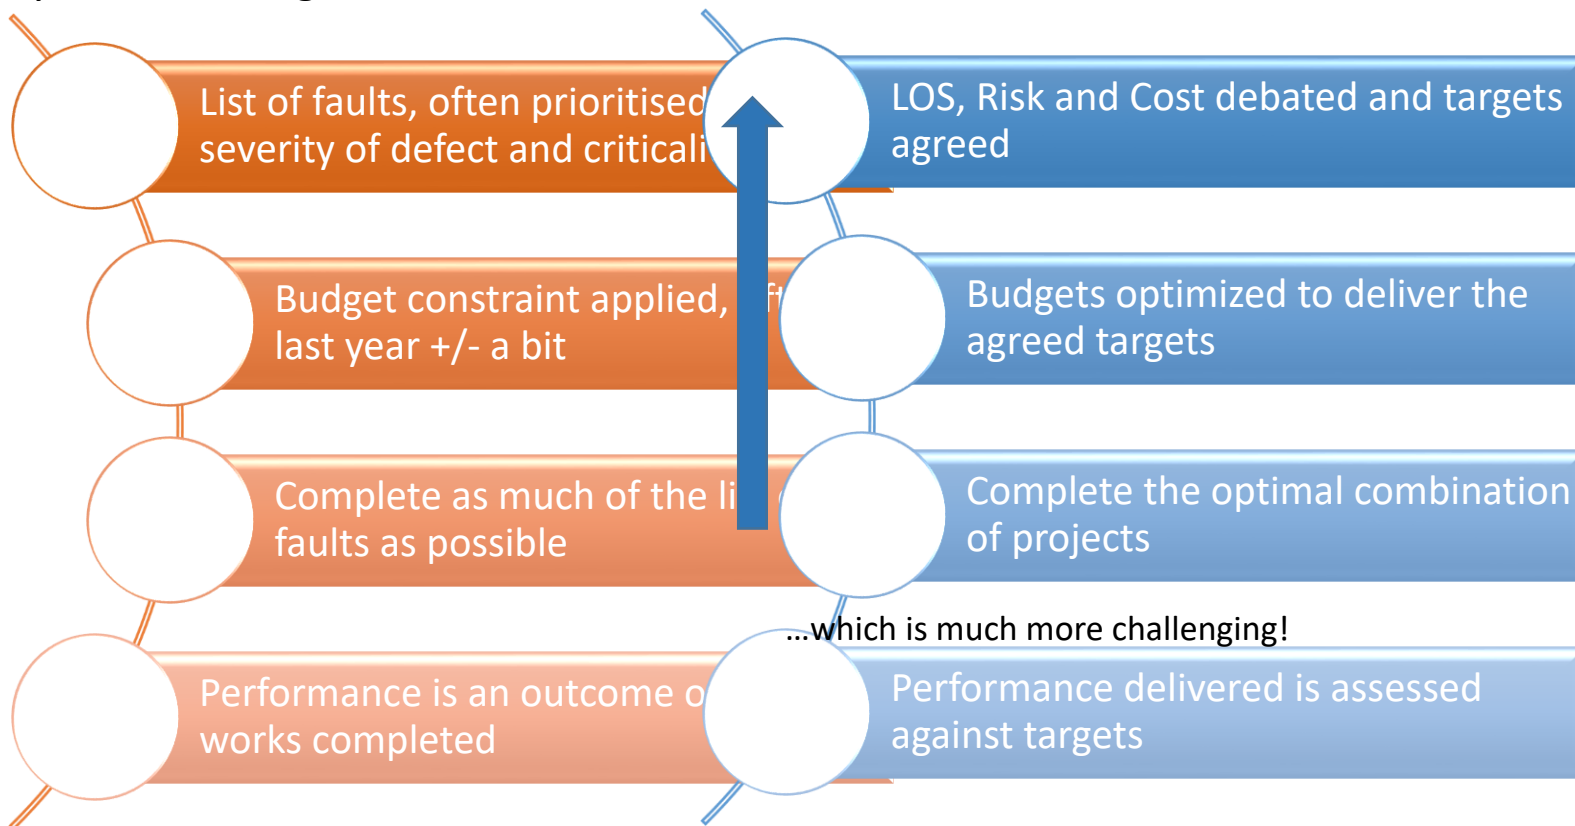 List of faults, often prioritised
severity of defect and
Budget constraint applied,
last year +/- a bit
Complete as much of the
faults as possible
Performance is an outcome
works completed
LOS, Risk and Cost debated and targets
agreed
Budgets optimized to deliver the
agreed targets
Complete the optimal combination
of projects
...which is much more challenging!
Performance delivered is assessed
against targets